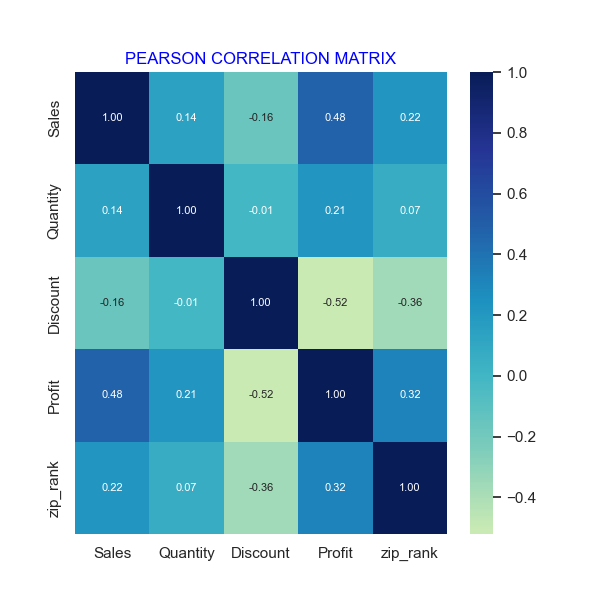 PEARSON CORRELATION MATRIX
Sales 1.00 0.14 -0.16 0.48 0.22
Quantity 0.14 1.00 -0.01 0.21 0.07
Discount -0.16 -0.01 1.00 -0.52 -0.36
Profit 0.48 0.21 -0.52 1.00 0.32
zip_rank 0.22 0.07 -0.36 0.32 1.00
Sales Quantity Discount Profit zip_rank
1.0
0.8
0.6
0.4
0.2
0.0
−0.2
−0.4